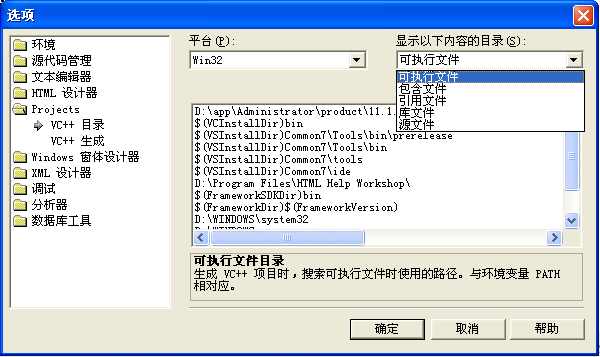 选项
平台(P):
显示以下内容的目录(S):
Win32
可执行文件
可执行文件
包含文件
引用文件
库文件
源文件
环境
源代码管理
文本编辑器
HTML 设计器
Projects
VC++ 目录
VC++ 生成
Windows 窗体设计器
XML 设计器
调试
分析器
数据库工具
D:\app\Administrator\product\11.1.
$(VCInstallDir)bin
$(VSInstallDir)Common7\Tools\bin\prerelease
$(VSInstallDir)Common7\Tools\bin
$(VSInstallDir)Common7\tools
$(VSInstallDir)Common7\ide
D:\Program Files\HTML Help Workshop\
$(FrameworkSDKDir)bin
$(FrameworkDir)$(FrameworkVersion)
D:\WINDOWS\system32
D:\WINDOWS
可执行文件目录
生成 VC++ 项目时，搜索可执行文件时使用的路径。与环境变量 PATH
相对应。
确定
取消
帮助